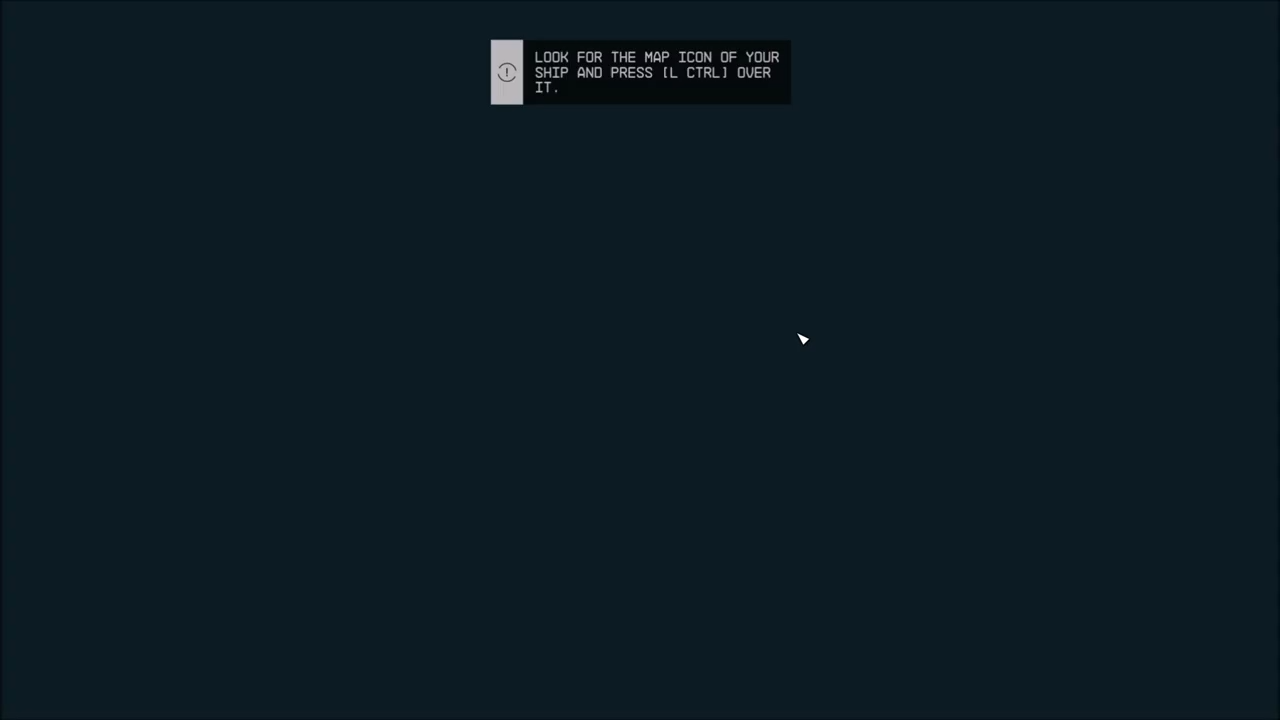 LOOK FOR THE MAP ICON OF YOUR
SHIP AND PRESS [L CTRL] OVER
IT.